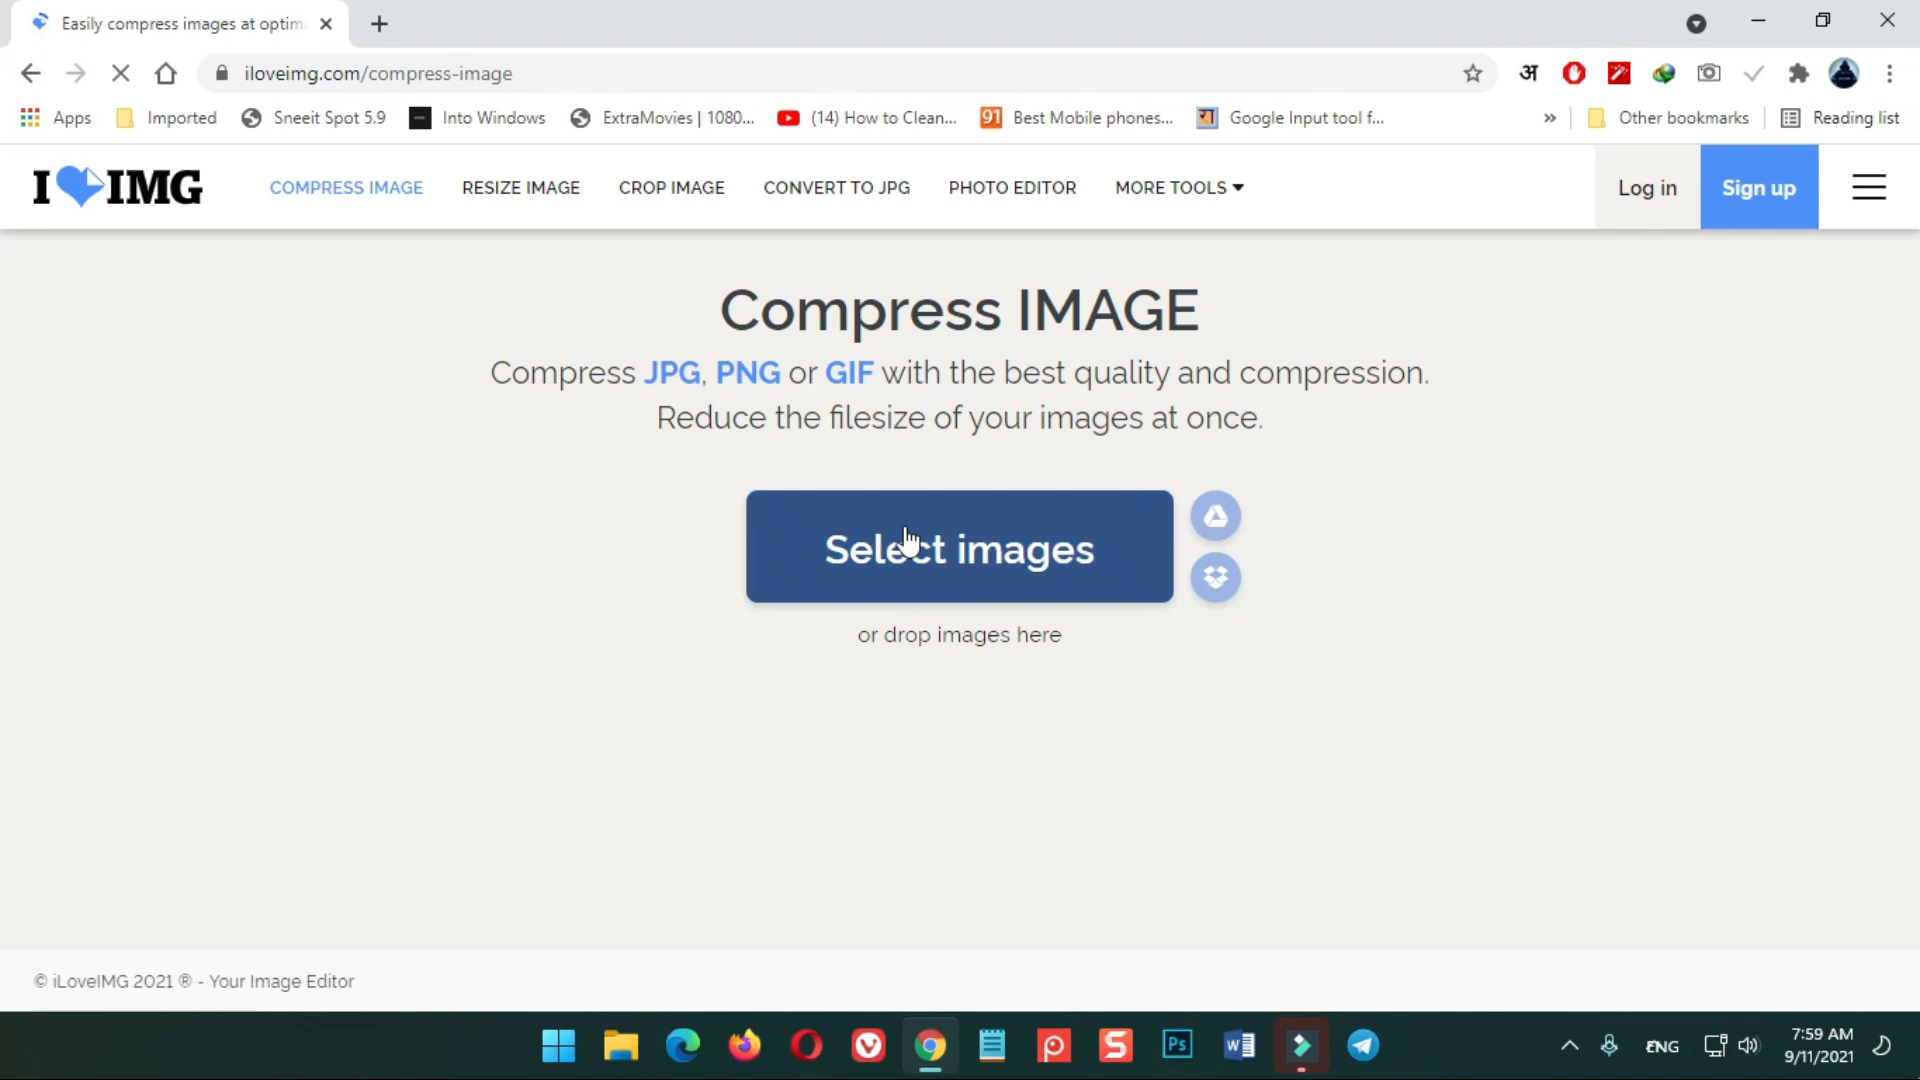 Easily compress images at optim
iloveimg.com/compress-image
अ
Apps
Imported
Sneeit Spot 5.9
Into Windows
ExtraMovies | 1080...
(14) How to Clean...
91
Best Mobile phones...
Google Input tool f...
»
Other bookmarks
Reading list
I IMG
COMPRESS IMAGE
RESIZE IMAGE
CROP IMAGE
CONVERT TO JPG
PHOTO EDITOR
MORE TOOLS
Log in
Sign up
Compress IMAGE
Compress JPG, PNG or GIF with the best quality and compression.
Reduce the filesize of your images at once.
Select images
or drop images here
© iLoveIMG 2021 ® - Your Image Editor
Ps
W
ENG
7:59 AM
9/11/2021